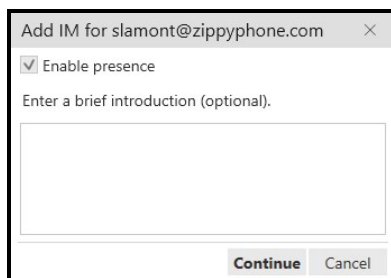 Add IM for slamont@zippyphone.com
Enable presence
Enter a brief introduction (optional).
Continue Cancel